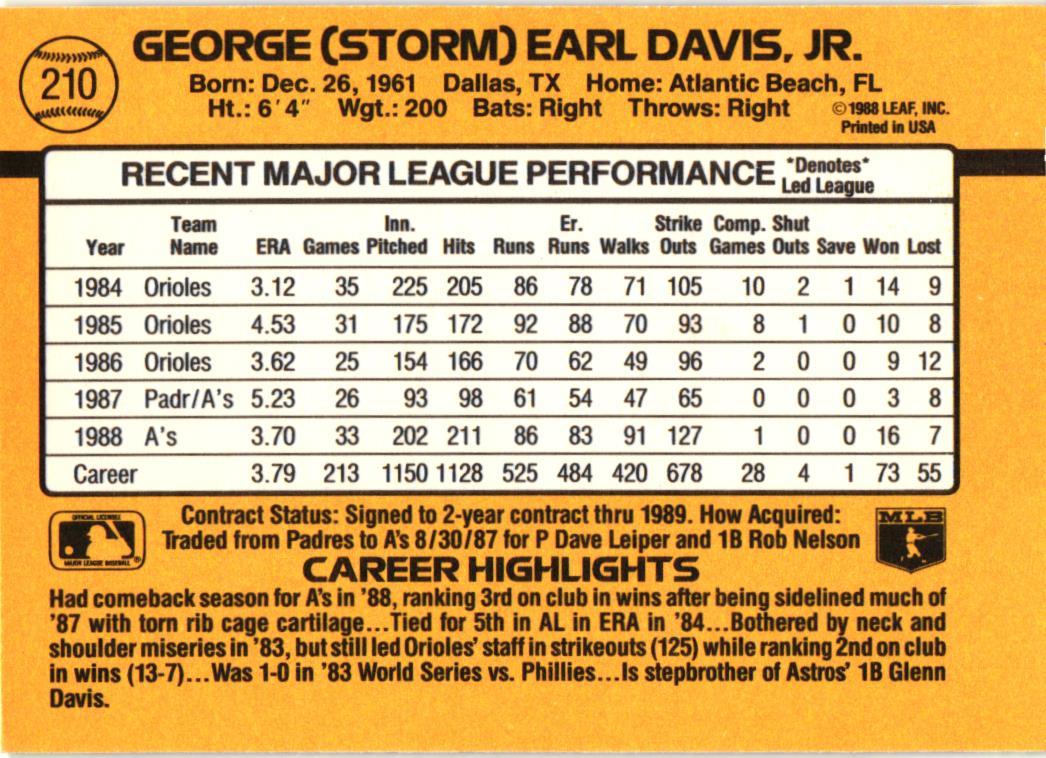 210
GEORGE (STORM) EARL DAVIS, JR.
Born: Dec. 26, 1961 Dallas, TX Home: Atlantic Beach, FL
Ht.: 6'4" Wgt.: 200 Bats: Right Throws: Right
©1988 LEAF, INC.
Printed in USA
RECENT MAJOR LEAGUE PERFORMANCE *Denotes* Led League
Year Team Name ERA Games Inn. Pitched Hits Runs Er. Runs Walks Strike Outs Comp. Games Shut Outs Save Won Lost
1984 Orioles 3.12 35 225 205 86 78 71 105 10 2 1 14 9
1985 Orioles 4.53 31 175 172 92 88 70 93 8 1 0 10 8
1986 Orioles 3.62 25 154 166 70 62 49 96 2 0 0 9 12
1987 Padr/A's 5.23 26 93 98 61 54 47 65 0 0 0 3 8
1988 A's 3.70 33 202 211 86 83 91 127 1 0 0 16 7
Career 3.79 213 1150 1128 525 484 420 678 28 4 1 73 55
OFFICIAL LICENSEE
MAJOR LEAGUE BASEBALL ®
Contract Status: Signed to 2-year contract thru 1989. How Acquired:
Traded from Padres to A's 8/30/87 for P Dave Leiper and 1B Rob Nelson
MLB
CAREER HIGHLIGHTS
Had comeback season for A's in '88, ranking 3rd on club in wins after being sidelined much of
'87 with torn rib cage cartilage...Tied for 5th in AL in ERA in '84...Bothered by neck and
shoulder miseries in '83, but still led Orioles' staff in strikeouts (125) while ranking 2nd on club
in wins (13-7)...Was 1-0 in '83 World Series vs. Phillies...Is stepbrother of Astros' 1B Glenn
Davis.